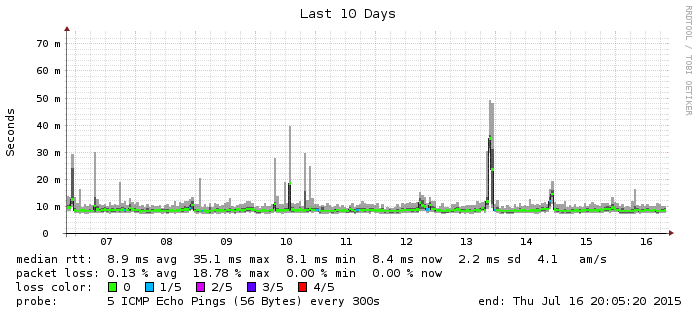 Last 10 Days
RRDTOOL / TOBI OETIKER
Seconds
70 m
60 m
50 m
40 m
30 m
20 m
10 m
0
07 08 09 10 11 12 13 14 15 16
median rtt: 8.9 ms avg 35.1 ms max 8.1 ms min 8.4 ms now 2.2 ms sd 4.1 am/s
packet loss: 0.13 % avg 18.78 % max 0.00 % min 0.00 % now
loss color: 0 1/5 2/5 3/5 4/5
probe: 5 ICMP Echo Pings (56 Bytes) every 300s end: Thu Jul 16 20:05:20 2015